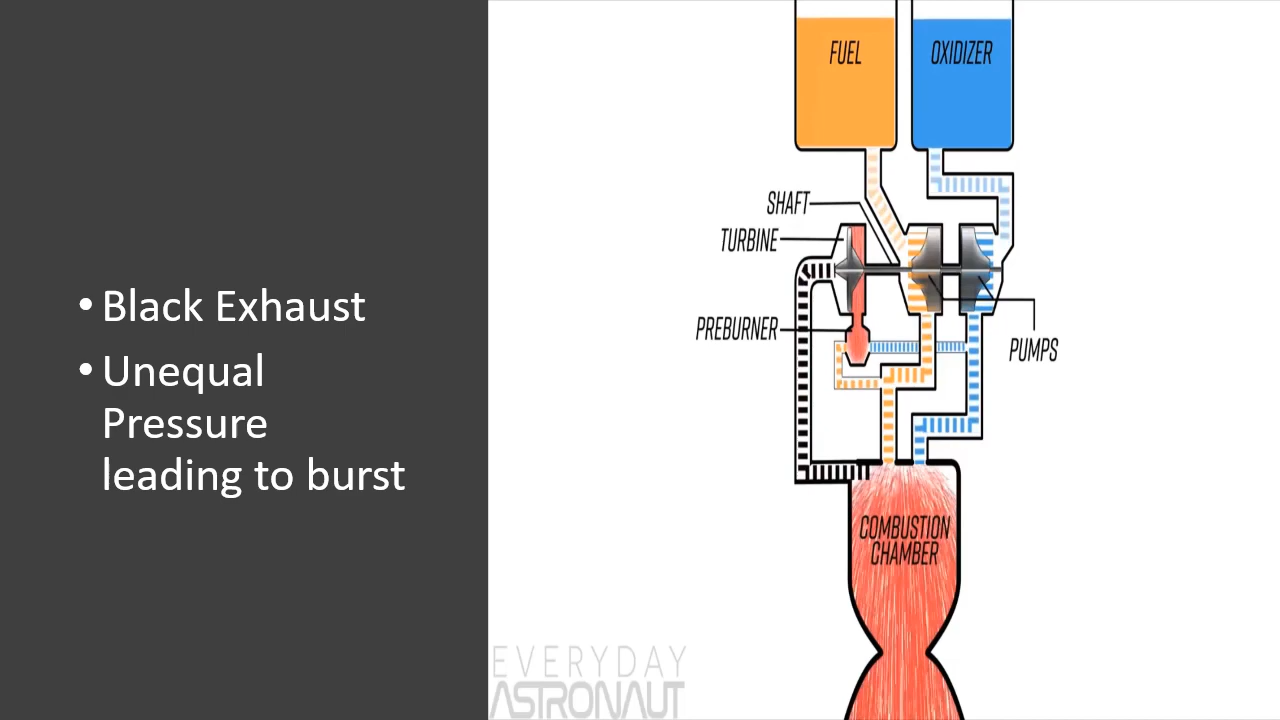 • Black Exhaust
• Unequal
Pressure
leading to burst
FUEL
OXIDIZER
SHAFT
TURBINE
PREBURNER
PUMPS
COMBUSTION
CHAMBER
EVERYDAY
ASTRONAUT